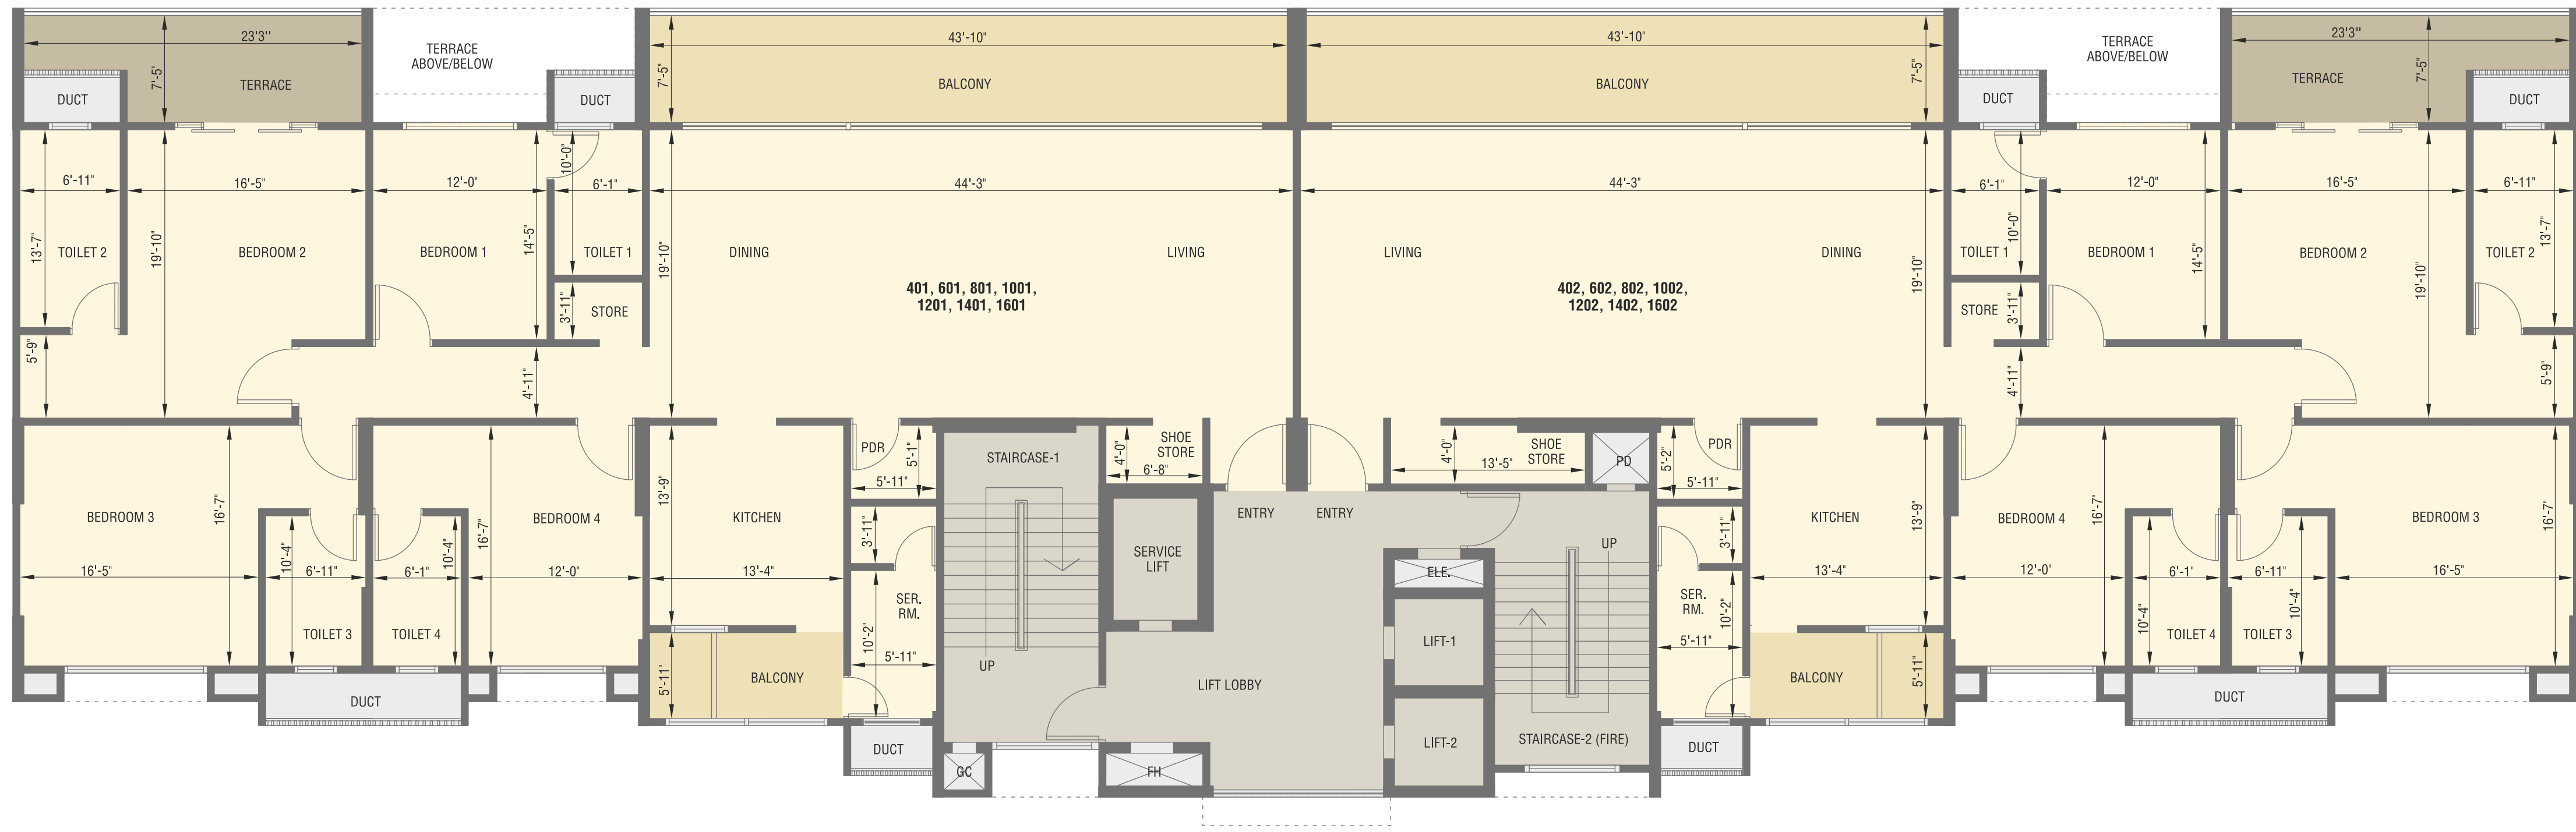 23'3"
7'-5"
TERRACE
DUCT
TERRACE
ABOVE/BELOW
DUCT
43'-10"
7'-5"
BALCONY
43'-10"
7'-5"
BALCONY
DUCT
TERRACE
ABOVE/BELOW
23'3"
7'-5"
TERRACE
DUCT
6'-11"
13'-7"
TOILET 2
5'-9"
16'-5"
19'-10"
BEDROOM 2
12'-0"
14'-5"
BEDROOM 1
10'-0"
6'-1"
TOILET 1
3'-11"
STORE
4'-11"
44'-3"
19'-10"
DINING
LIVING
401, 601, 801, 1001,
1201, 1401, 1601
44'-3"
LIVING
DINING
19'-10"
402, 602, 802, 1002,
1202, 1402, 1602
6'-1"
10'-0"
TOILET 1
STORE
3'-11"
4'-11"
12'-0"
14'-5"
BEDROOM 1
16'-5"
BEDROOM 2
19'-10"
6'-11"
13'-7"
TOILET 2
5'-9"
BEDROOM 3
16'-7"
16'-5"
10'-4"
6'-11"
TOILET 3
6'-1"
10'-4"
TOILET 4
16'-7"
BEDROOM 4
12'-0"
DUCT
13'-9"
KITCHEN
13'-4"
5'-11"
BALCONY
PDR
5'-1"
5'-11"
3'-11"
SER.
RM.
10'-2"
5'-11"
DUCT
STAIRCASE-1
UP
GC
4'-0"
SHOE
STORE
6'-8"
SERVICE
LIFT
FH
ENTRY
ENTRY
LIFT LOBBY
4'-0"
SHOE
STORE
13'-5"
PD
ELE.
LIFT-1
LIFT-2
UP
STAIRCASE-2 (FIRE)
5'-2"
PDR
5'-11"
3'-11"
SER.
RM.
10'-2"
5'-11"
DUCT
KITCHEN
13'-9"
13'-4"
BALCONY
5'-11"
BEDROOM 4
16'-7"
12'-0"
6'-1"
10'-4"
TOILET 4
6'-11"
10'-4"
TOILET 3
DUCT
BEDROOM 3
16'-7"
16'-5"